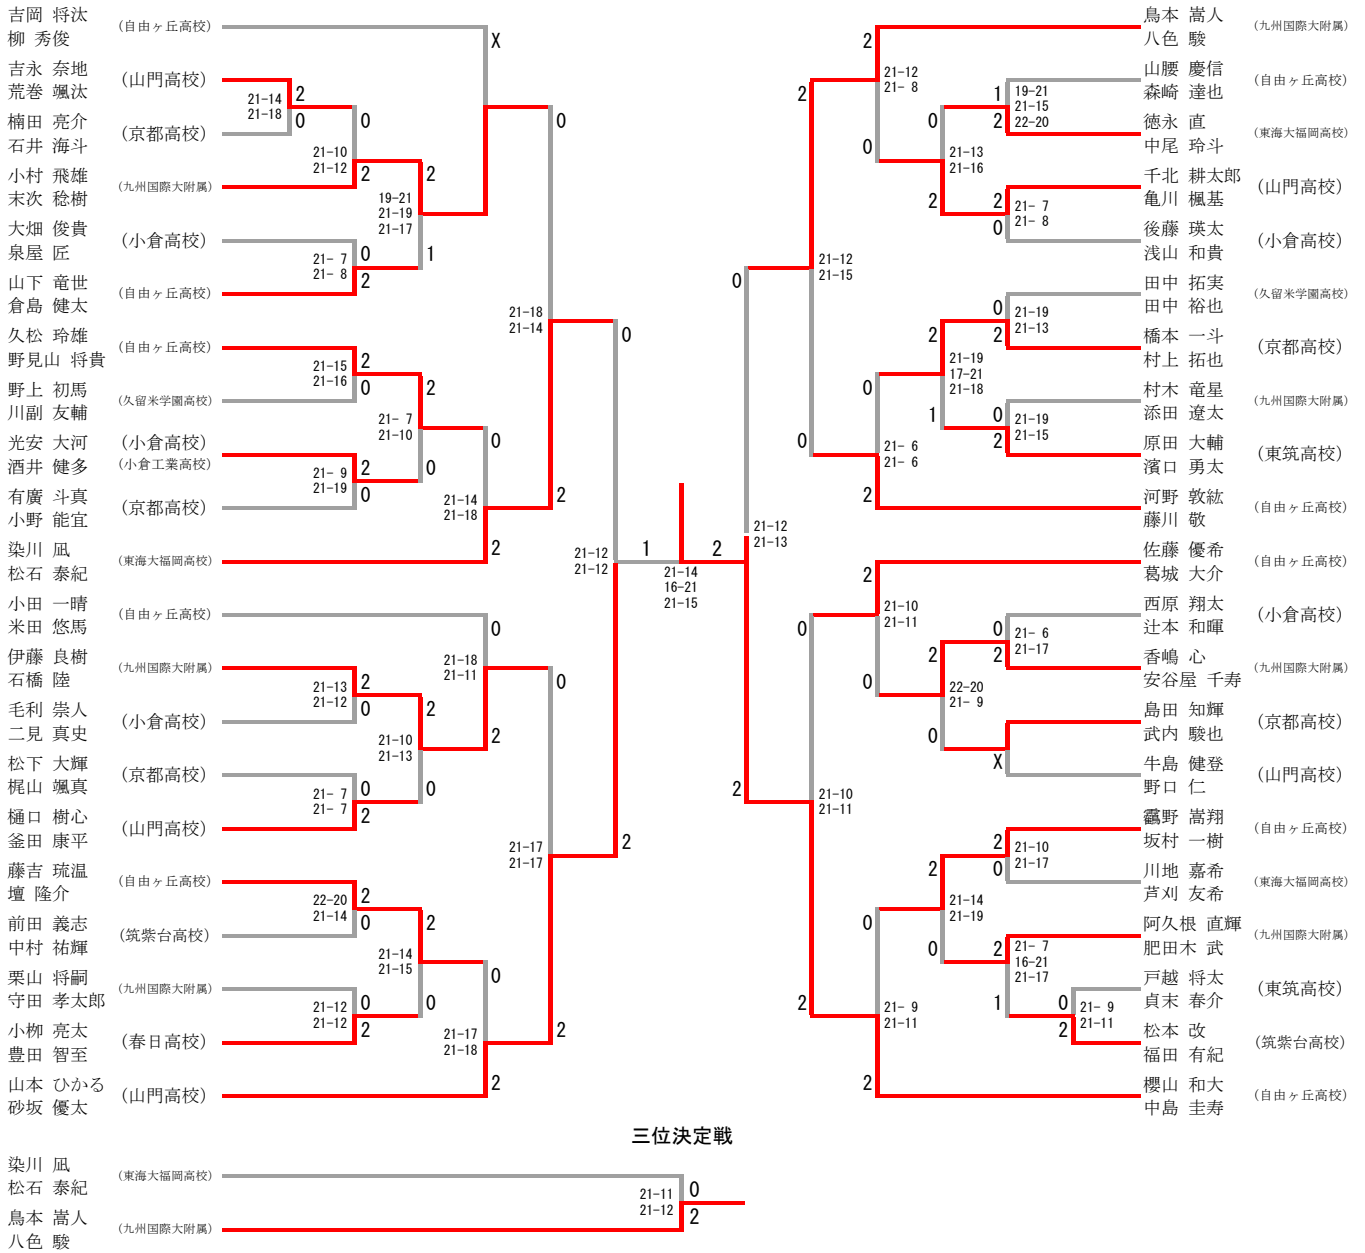 吉岡 将汰
柳 秀俊
(自由ヶ丘高校)
吉永 奈地
荒巻 颯汰
(山門高校)
楠田 亮介
石井 海斗
(京都高校)
小村 飛雄
末次 稔樹
(九州国際大附属)
大畑 俊貴
泉屋 匠
(小倉高校)
山下 竜世
倉島 健太
(自由ヶ丘高校)
久松 玲雄
野見山 将貴
(自由ヶ丘高校)
野上 初馬
川副 友輔
(久留米学園高校)
光安 大河
(小倉高校)
酒井 健多
(小倉工業高校)
有廣 斗真
小野 能宜
(京都高校)
染川 凪
松石 泰紀
(東海大福岡高校)
小田 一晴
米田 悠馬
(自由ヶ丘高校)
伊藤 良樹
石橋 陸
(九州国際大附属)
毛利 崇人
二見 真史
(小倉高校)
松下 大輝
梶山 颯真
(京都高校)
樋口 樹心
釜田 康平
(山門高校)
藤吉 琉温
壇 隆介
(自由ヶ丘高校)
前田 義志
中村 祐輝
(筑紫台高校)
栗山 将嗣
守田 孝太郎
(九州国際大附属)
小栁 亮太
豊田 智至
(春日高校)
山本 ひかる
砂坂 優太
(山門高校)
21-14
21-18
2
0
21-10
21-12
0
2
21- 7
21- 8
0
2
19-21
21-19
21-17
2
1
X
21-15
21-16
2
0
21- 9
21-19
2
0
21- 7
21-10
2
0
21-14
21-18
0
2
21-18
21-14
0
2
21-13
21-12
2
0
21- 7
21- 7
0
2
21-10
21-13
2
0
21-18
21-11
0
2
22-20
21-14
2
0
21-12
21-12
0
2
21-14
21-15
2
0
21-17
21-18
0
2
21-17
21-17
0
2
21-12
21-12
0
2
1
2
21-14
16-21
21-15
鳥本 嵩人
八色 駿
(九州国際大附属)
山腰 慶信
森崎 達也
(自由ヶ丘高校)
徳永 直
中尾 玲斗
(東海大福岡高校)
千北 耕太郎
亀川 楓基
(山門高校)
後藤 瑛太
浅山 和貴
(小倉高校)
田中 拓実
田中 裕也
(久留米学園高校)
橋本 一斗
村上 拓也
(京都高校)
村木 竜星
添田 遼太
(九州国際大附属)
原田 大輔
濱口 勇太
(東筑高校)
河野 敦紘
藤川 敬
(自由ヶ丘高校)
佐藤 優希
葛城 大介
(自由ヶ丘高校)
西原 翔太
辻本 和暉
(小倉高校)
香嶋 心
安谷屋 千寿
(九州国際大附属)
島田 知輝
武内 駿也
(京都高校)
牛島 健登
野口 仁
(山門高校)
靏野 嵩翔
坂村 一樹
(自由ヶ丘高校)
川地 嘉希
芦刈 友希
(東海大福岡高校)
阿久根 直輝
肥田木 武
(九州国際大附属)
戸越 将太
貞末 春介
(東筑高校)
松本 改
福田 有紀
(筑紫台高校)
櫻山 和大
中島 圭寿
(自由ヶ丘高校)
1
2
19-21
21-15
22-20
2
0
21- 7
21- 8
0
2
21-13
21-16
2
0
21-12
21- 8
0
2
21-19
21-13
0
2
21-19
21-15
2
1
21-19
17-21
21-18
0
2
21- 6
21- 6
2
0
21-12
21-15
0
2
21- 6
21-17
X
2
0
22-20
21- 9
2
0
21-10
21-11
2
0
21-10
21-17
0
2
21- 9
21-11
2
1
21- 7
16-21
21-17
2
0
21-14
21-19
0
2
21- 9
21-11
0
2
21-10
21-11
0
2
21-12
21-13
三位決定戦
染川 凪
松石 泰紀
(東海大福岡高校)
鳥本 嵩人
八色 駿
(九州国際大附属)
21-11
21-12
0
2